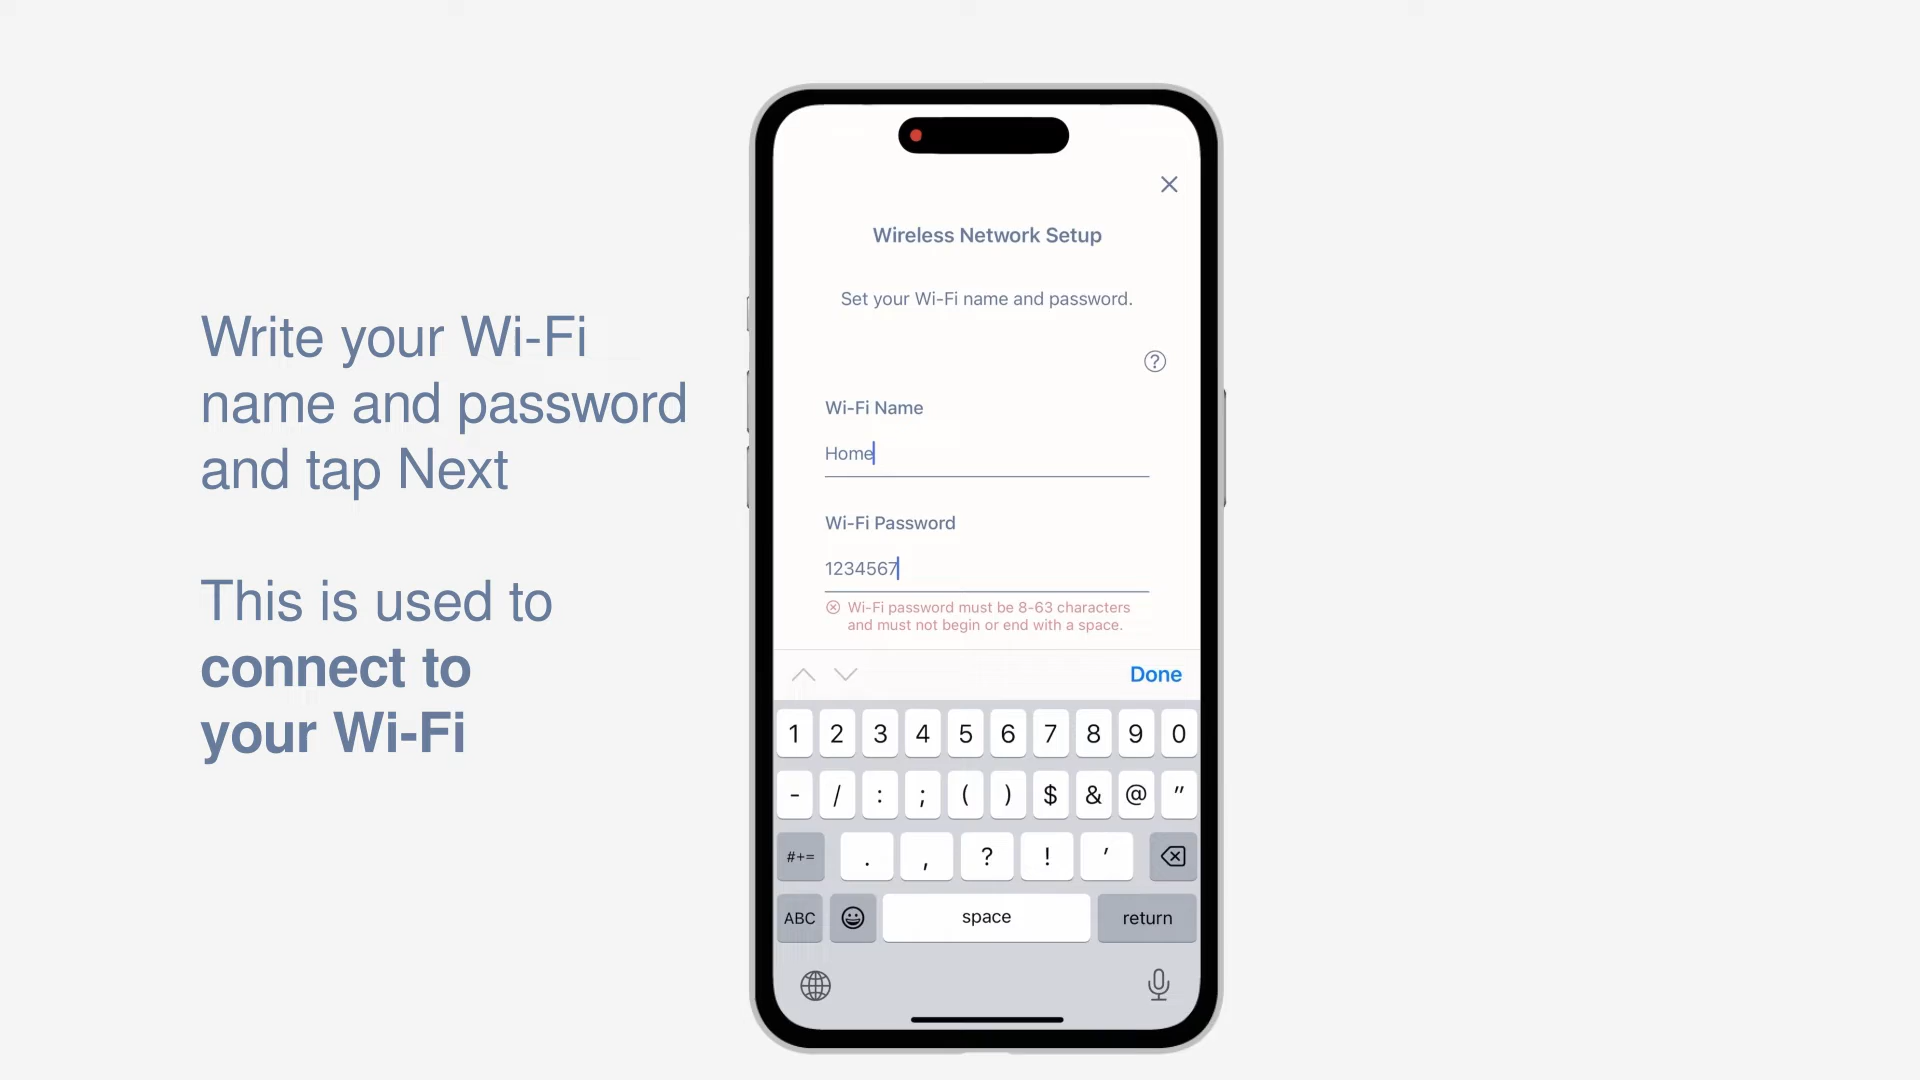 Write your Wi-Fi
name and password
and tap Next
This is used to
connect to
your Wi-Fi
Wireless Network Setup
Set your Wi-Fi name and password.
?
Wi-Fi Name
Home
Wi-Fi Password
1234567
Wi-Fi password must be 8-63 characters
and must not begin or end with a space.
Done
1 2 3 4 5 6 7 8 9 0
- / : ; ( ) $ & @ "
#+= . , ? ! '
ABC space return